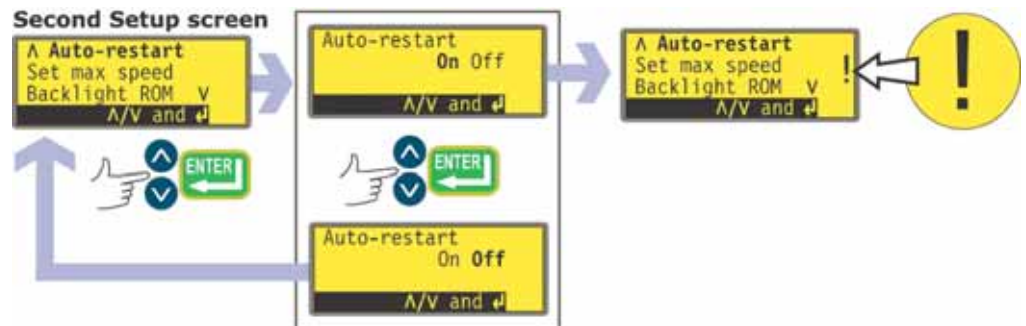 Second Setup screen
Λ Auto-restart
Set max speed
Backlight ROM V
Λ/V and ↲
ENTER
Auto-restart
On Off
Λ/V and ↲
ENTER
Auto-restart
On Off
Λ/V and ↲
Λ Auto-restart
Set max speed !
Backlight ROM V
Λ/V and ↲
!